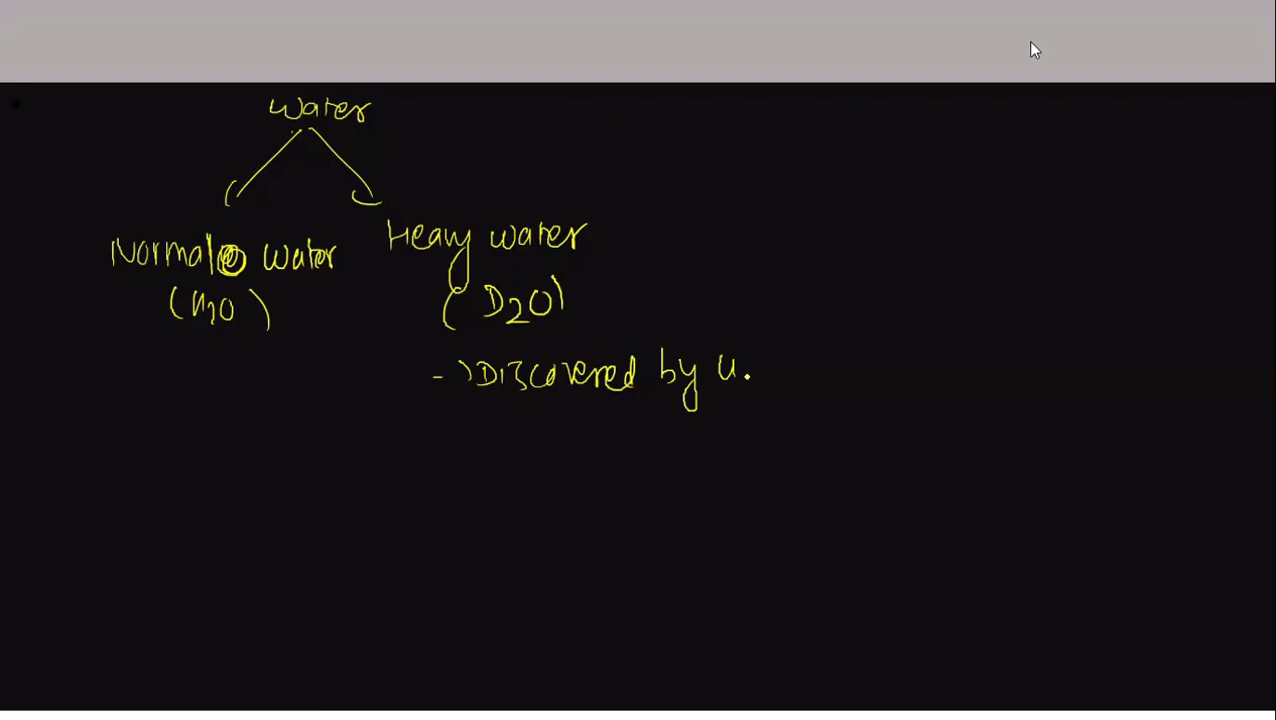 Water
Normal Water
Heavy water
(H2O)
(D2O)
-> Discovered by U.